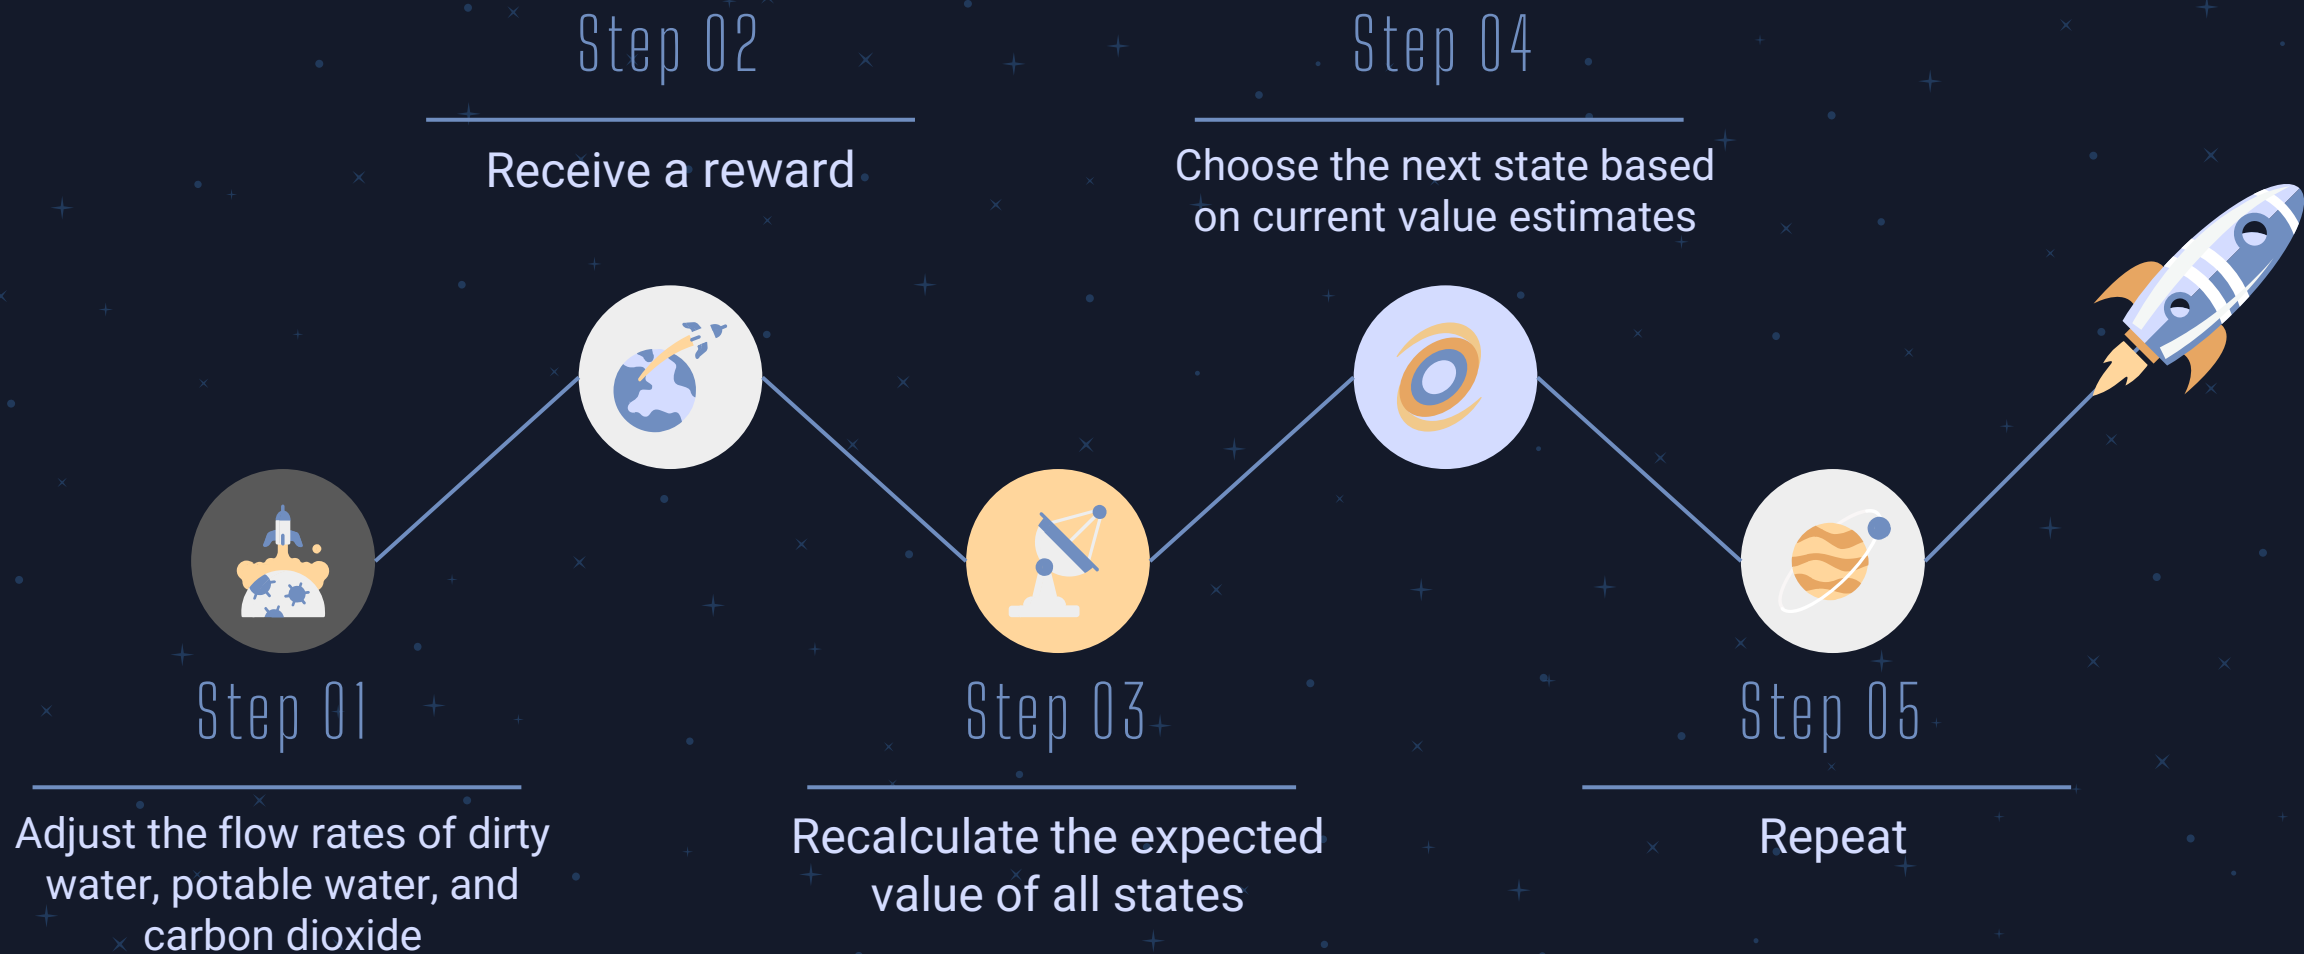 Step 01
Adjust the flow rates of dirty
water, potable water, and
carbon dioxide
Step 02
Receive a reward
Step 03
Recalculate the expected
value of all states
Step 04
Choose the next state based
on current value estimates
Step 05
Repeat